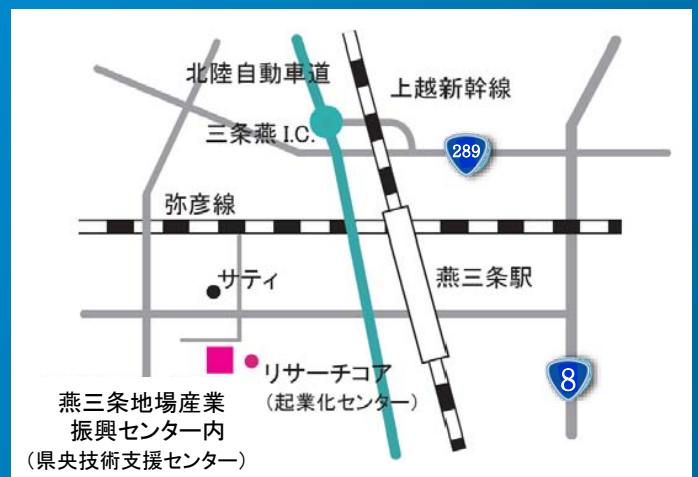 北陸自動車道
上越新幹線
三条燕 I.C.
289
弥彦線
サティ
燕三条駅
リサーチコア
（起業化センター）
8
燕三条地場産業
振興センター内
（県央技術支援センター）